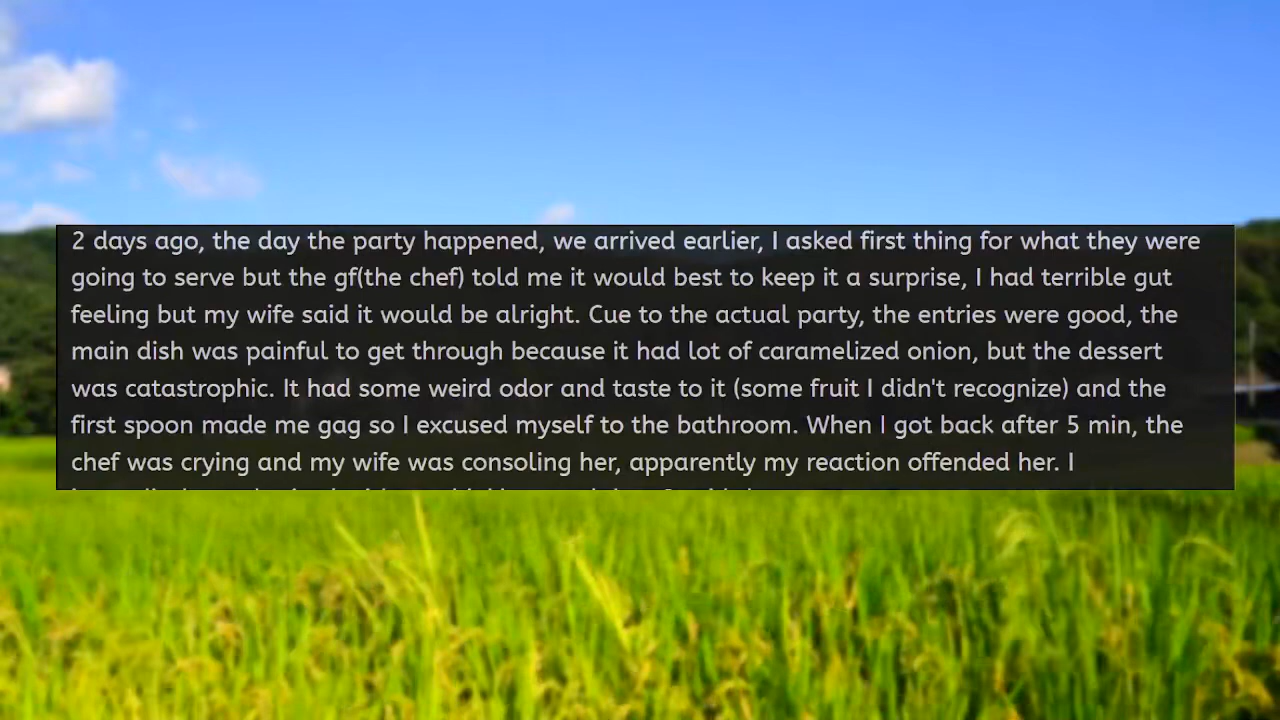 2 days ago, the day the party happened, we arrived earlier, I asked first thing for what they were
going to serve but the gf(the chef) told me it would best to keep it a surprise, I had terrible gut
feeling but my wife said it would be alright. Cue to the actual party, the entries were good, the
main dish was painful to get through because it had lot of caramelized onion, but the dessert
was catastrophic. It had some weird odor and taste to it (some fruit I didn't recognize) and the
first spoon made me gag so I excused myself to the bathroom. When I got back after 5 min, the
chef was crying and my wife was consoling her, apparently my reaction offended her. I